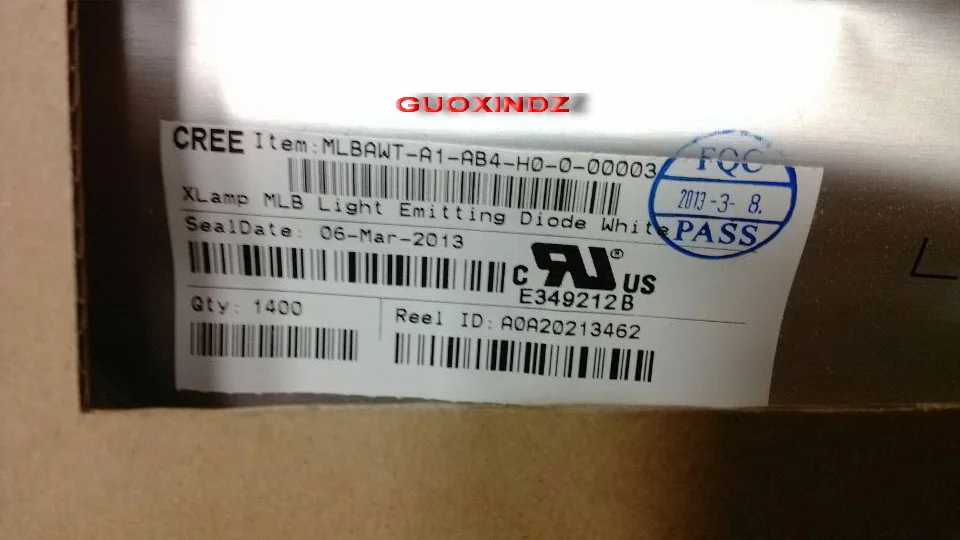 GUOXINDZ
CREE Item:MLBAWT-A1-AB4-H0-0-00003
XLamp MLB Light Emitting Diode White
SealDate: 06-Mar-2013
C RU® US
E349212B
Qty: 1400
Reel ID: A0A20213462
FQC
2013-3-8.
PASS